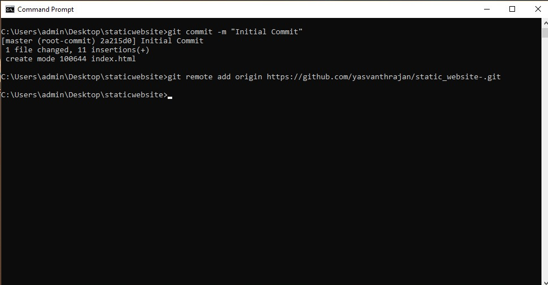 Command Prompt
C:\Users\admin\Desktop\staticwebsite>git commit -m "Initial Commit"
[master (root-commit) 2a215d0] Initial Commit
 1 file changed, 11 insertions(+)
 create mode 100644 index.html
C:\Users\admin\Desktop\staticwebsite>git remote add origin https://github.com/yasvanthrajan/static_website-.git
C:\Users\admin\Desktop\staticwebsite>